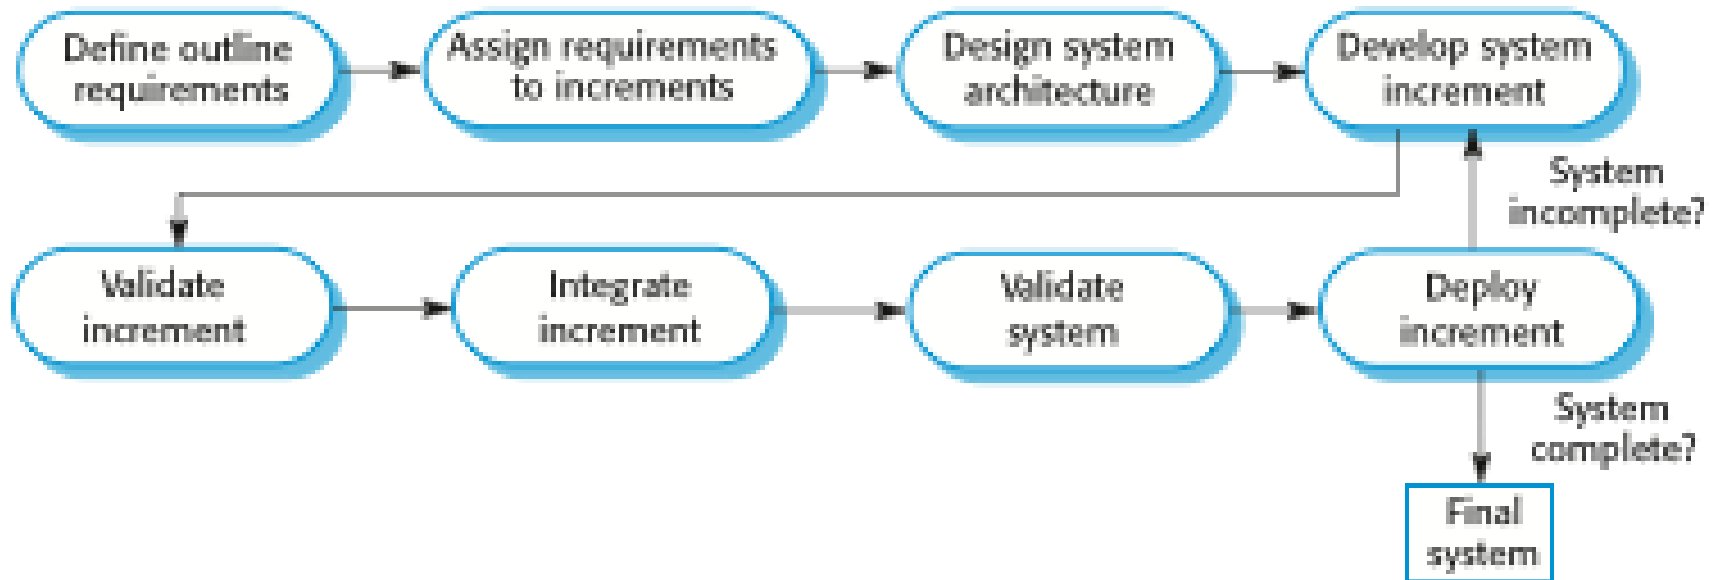 Define outline
requirements
Assign requirements
to increments
Design system
architecture
Develop system
increment
System
incomplete?
Validate
increment
Integrate
increment
Validate
system
Deploy
increment
System
complete?
Final
system